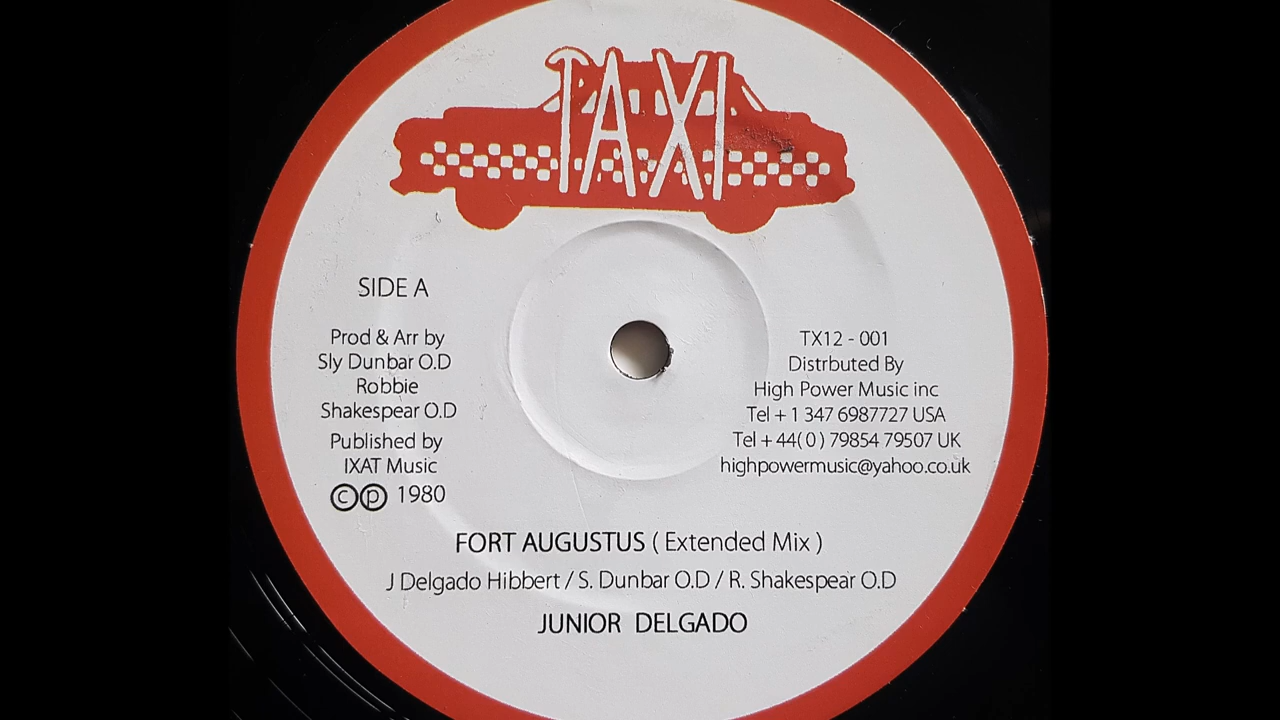 TAXI
SIDE A
Prod & Arr by
Sly Dunbar O.D
Robbie
Shakespear O.D
Published by
IXAT Music
©℗ 1980
TX12 - 001
Distrbuted By
High Power Music inc
Tel + 1 347 6987727 USA
Tel + 44( 0 ) 79854 79507 UK
highpowermusic@yahoo.co.uk
FORT AUGUSTUS ( Extended Mix )
J Delgado Hibbert / S. Dunbar O.D / R. Shakespear O.D
JUNIOR DELGADO